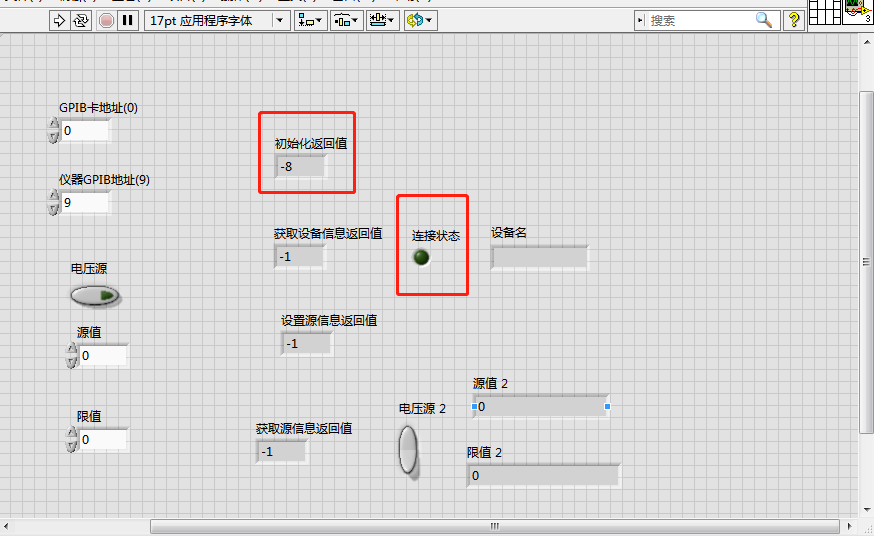 17pt 应用程序字体
搜索
?
3
GPIB卡地址(0)
0
初始化返回值
-8
仪器GPIB地址(9)
9
获取设备信息返回值
-1
连接状态
设备名
电压源
设置源信息返回值
-1
源值
0
源值 2
0
电压源 2
限值
0
获取源信息返回值
-1
限值 2
0